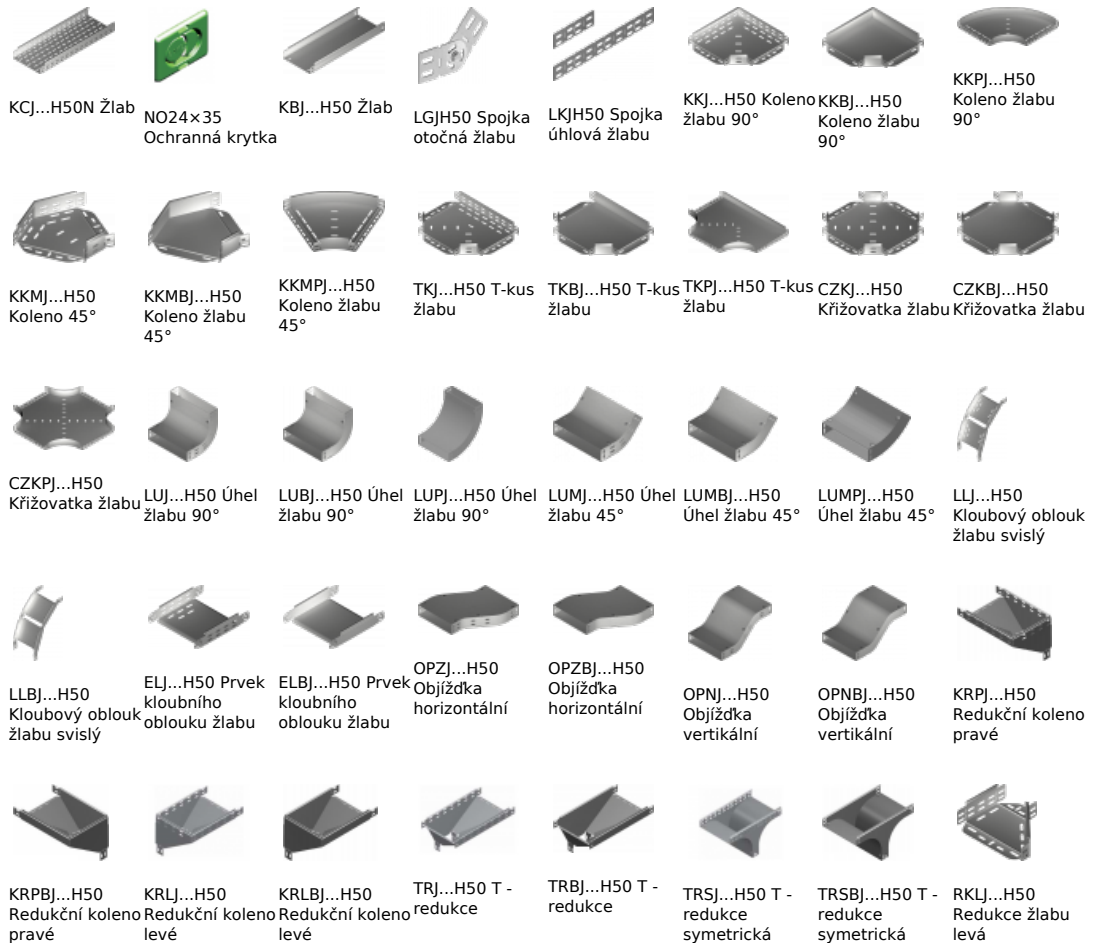 KCJ...H50N Žlab
NO24×35
Ochranná krytka
KBJ...H50 Žlab
LGJH50 Spojka
otočná žlabu
LKJH50 Spojka
úhlová žlabu
KKJ...H50 Koleno
žlabu 90°
KKBJ...H50
Koleno žlabu
90°
KKPJ...H50
Koleno žlabu
90°
KKMJ...H50
Koleno 45°
KKMBJ...H50
Koleno žlabu
45°
KKMPJ...H50
Koleno žlabu
45°
TKJ...H50 T-kus
žlabu
TKBJ...H50 T-kus
žlabu
TKPJ...H50 T-kus
žlabu
CZKJ...H50
Křižovatka žlabu
CZKBJ...H50
Křižovatka žlabu
CZKPJ...H50
Křižovatka žlabu
LUJ...H50 Úhel
žlabu 90°
LUBJ...H50 Úhel
žlabu 90°
LUPJ...H50 Úhel
žlabu 90°
LUMJ...H50 Úhel
žlabu 45°
LUMBJ...H50
Úhel žlabu 45°
LUMPJ...H50
Úhel žlabu 45°
LLJ...H50
Kloubový oblouk
žlabu svislý
LLBJ...H50
Kloubový oblouk
žlabu svislý
ELJ...H50 Prvek
kloubního
oblouku žlabu
ELBJ...H50 Prvek
kloubního
oblouku žlabu
OPZJ...H50
Objížďka
horizontální
OPZBJ...H50
Objížďka
horizontální
OPNJ...H50
Objížďka
vertikální
OPNBJ...H50
Objížďka
vertikální
KRPJ...H50
Redukční koleno
pravé
KRPBJ...H50
Redukční koleno
pravé
KRLJ...H50
Redukční koleno
levé
KRLBJ...H50
Redukční koleno
levé
TRJ...H50 T -
redukce
TRBJ...H50 T -
redukce
TRSJ...H50 T -
redukce
symetrická
TRSBJ...H50 T -
redukce
symetrická
RKLJ...H50
Redukce žlabu
levá